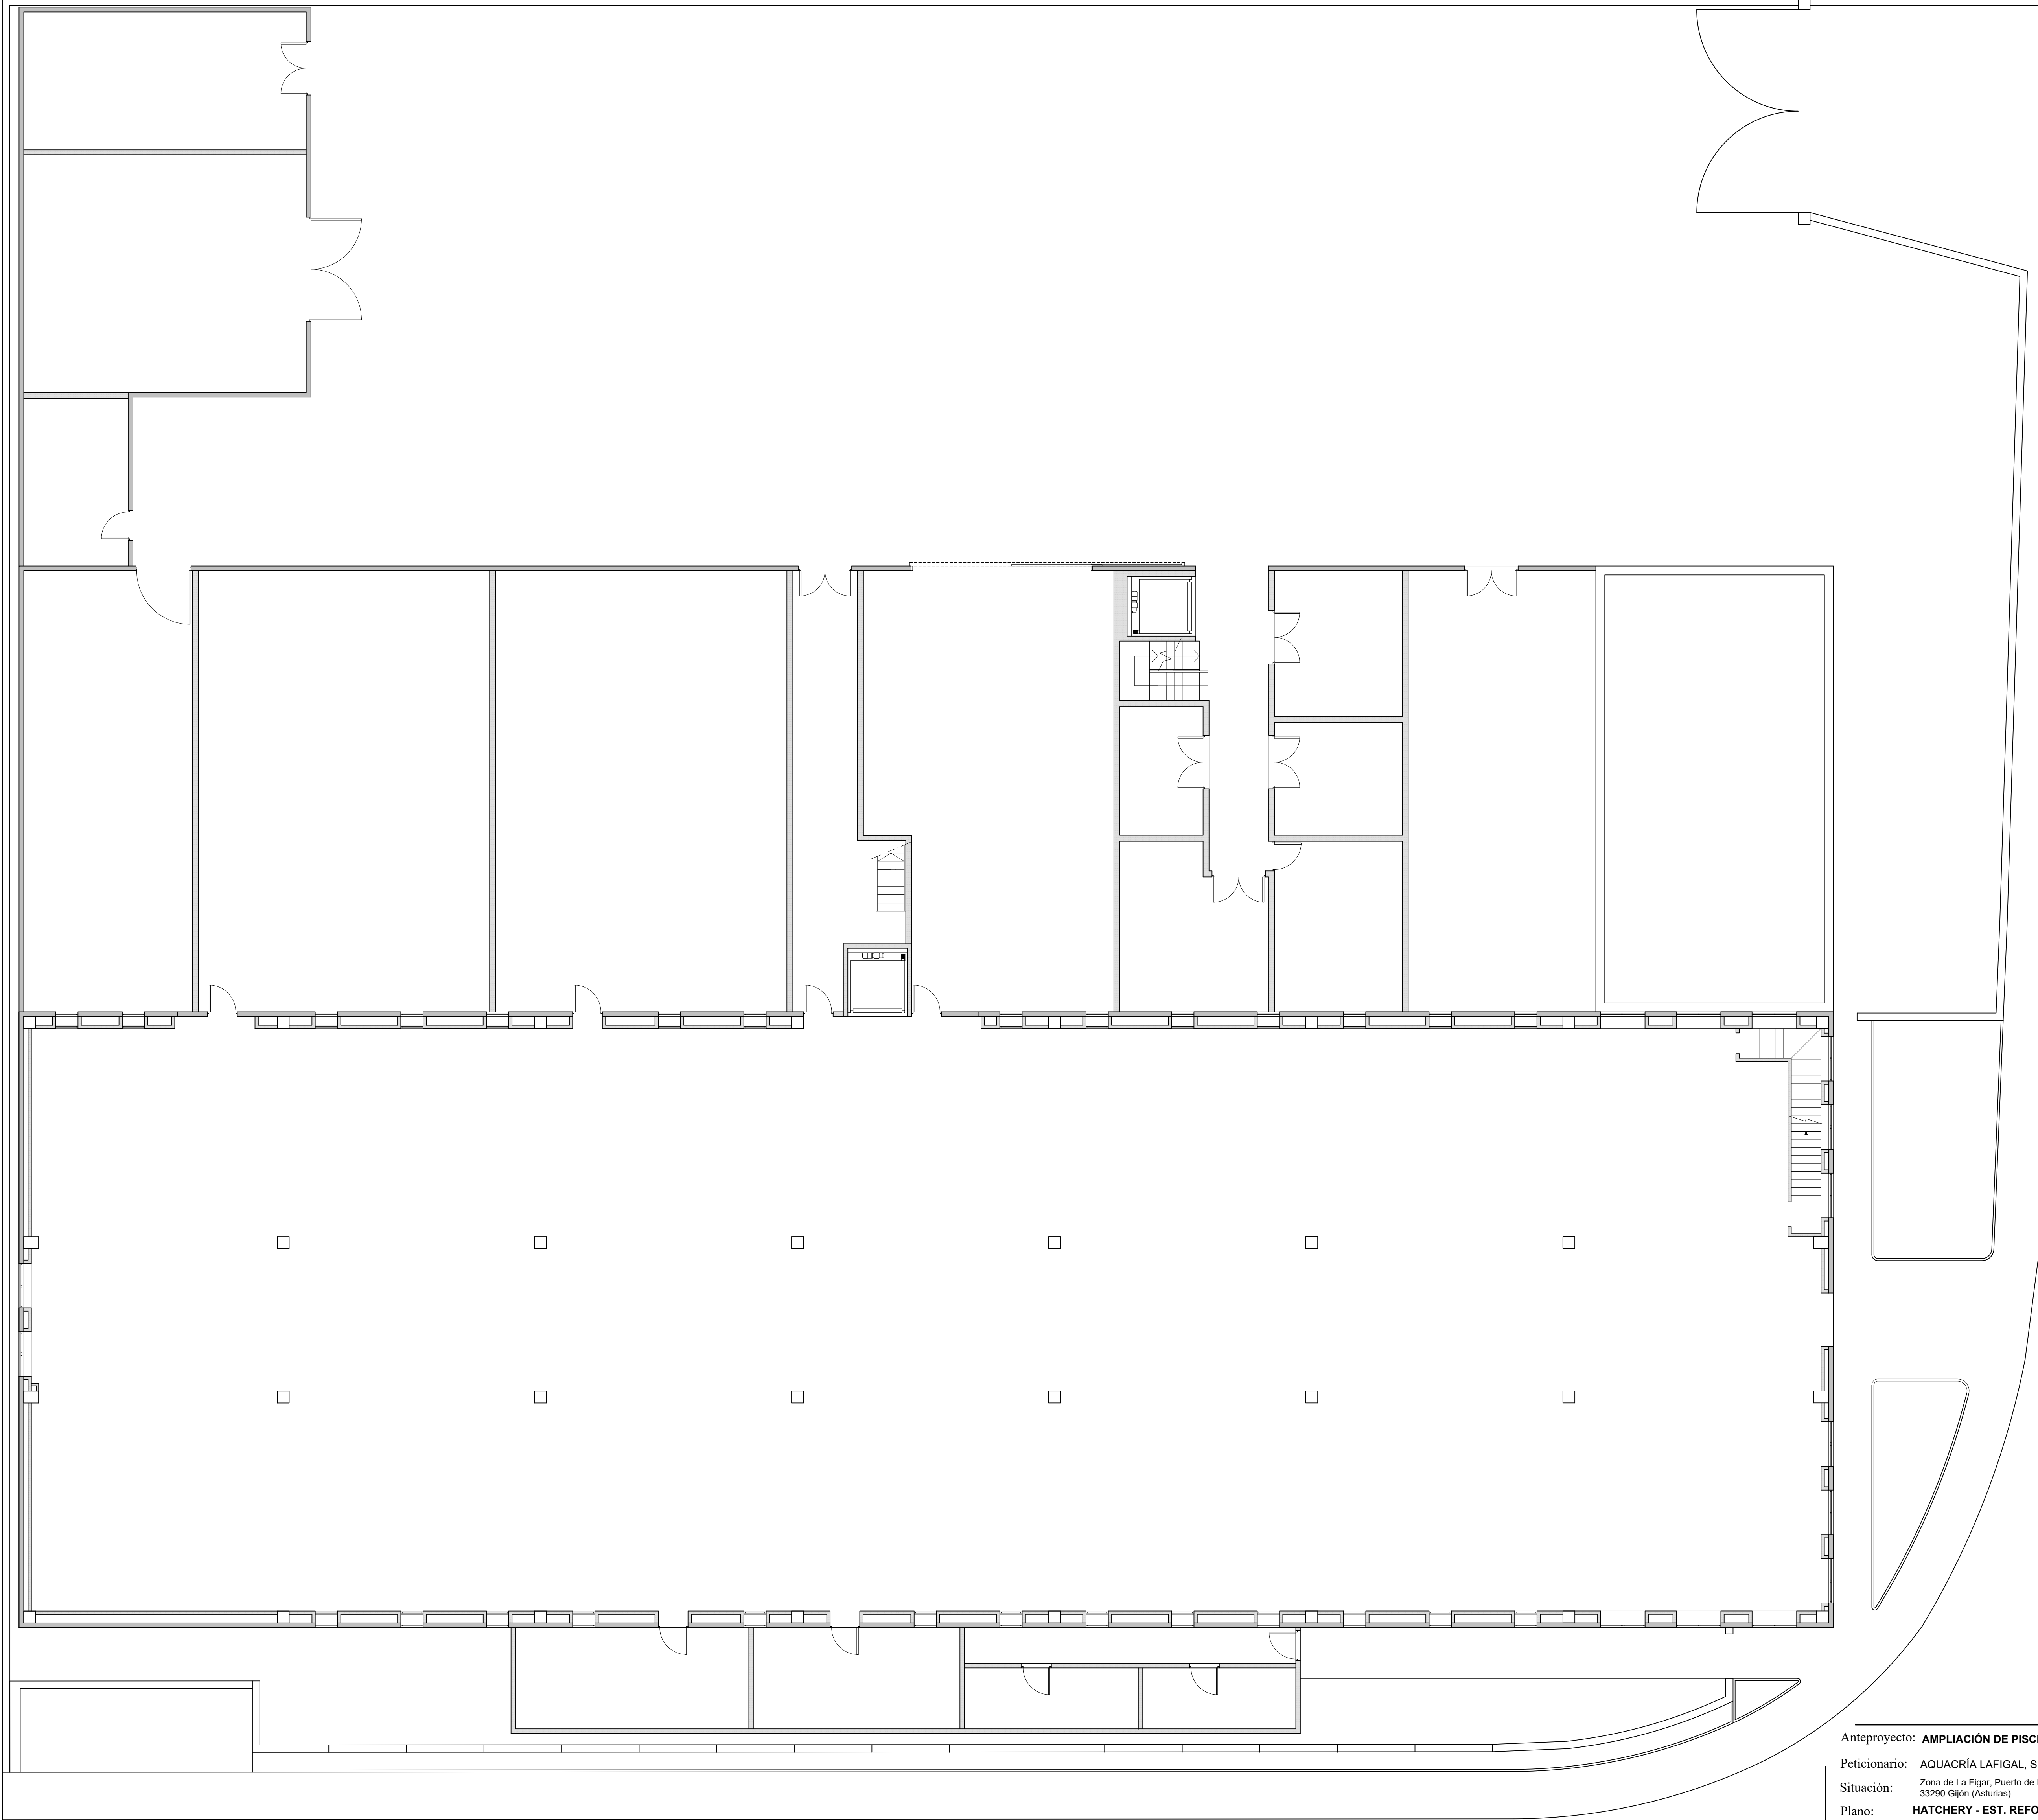 Anteproyecto: AMPLIACIÓN DE PISC
Peticionario: AQUACRÍA LAFIGAL, S
Situación: Zona de La Figar, Puerto de
33290 Gijón (Asturias)
Plano: HATCHERY - EST. REFO